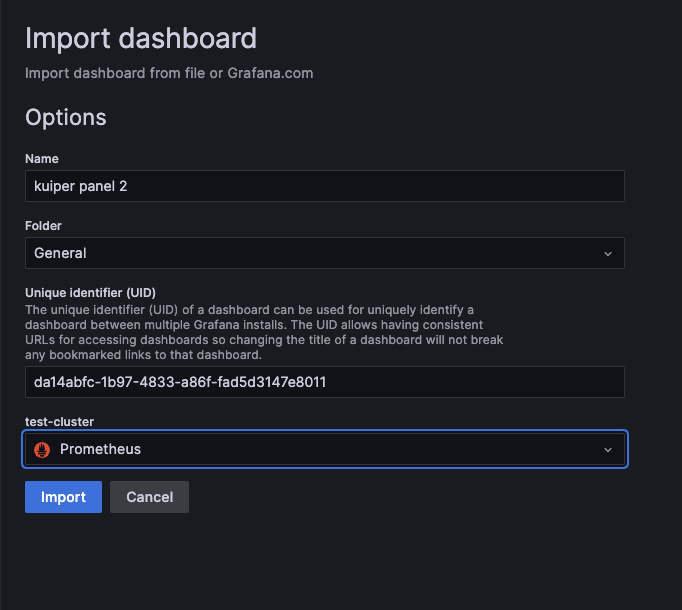 Import dashboard
Import dashboard from file or Grafana.com
Options
Name
kuiper panel 2
Folder
General
Unique identifier (UID)
The unique identifier (UID) of a dashboard can be used for uniquely identify a
dashboard between multiple Grafana installs. The UID allows having consistent
URLs for accessing dashboards so changing the title of a dashboard will not break
any bookmarked links to that dashboard.
da14abfc-1b97-4833-a86f-fad5d3147e8011
test-cluster
Prometheus
Import Cancel